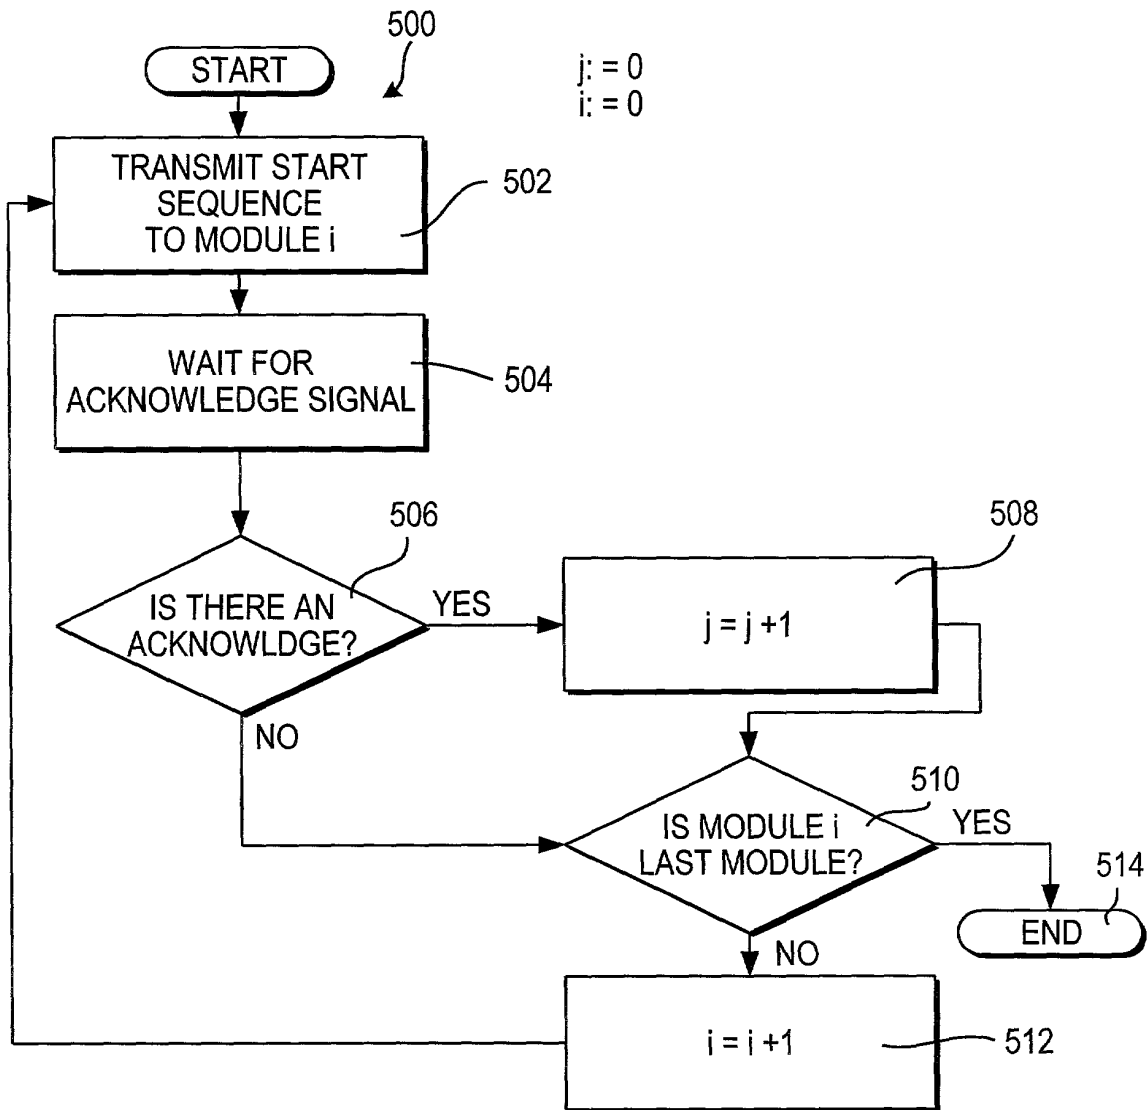 500
START
j: = 0
i: = 0
TRANSMIT START
SEQUENCE
TO MODULE i
502
WAIT FOR
ACKNOWLEDGE SIGNAL
504
506
508
IS THERE AN
ACKNOWLDGE?
YES
j = j +1
NO
510
IS MODULE i
LAST MODULE?
YES
514
END
NO
i = i +1
512